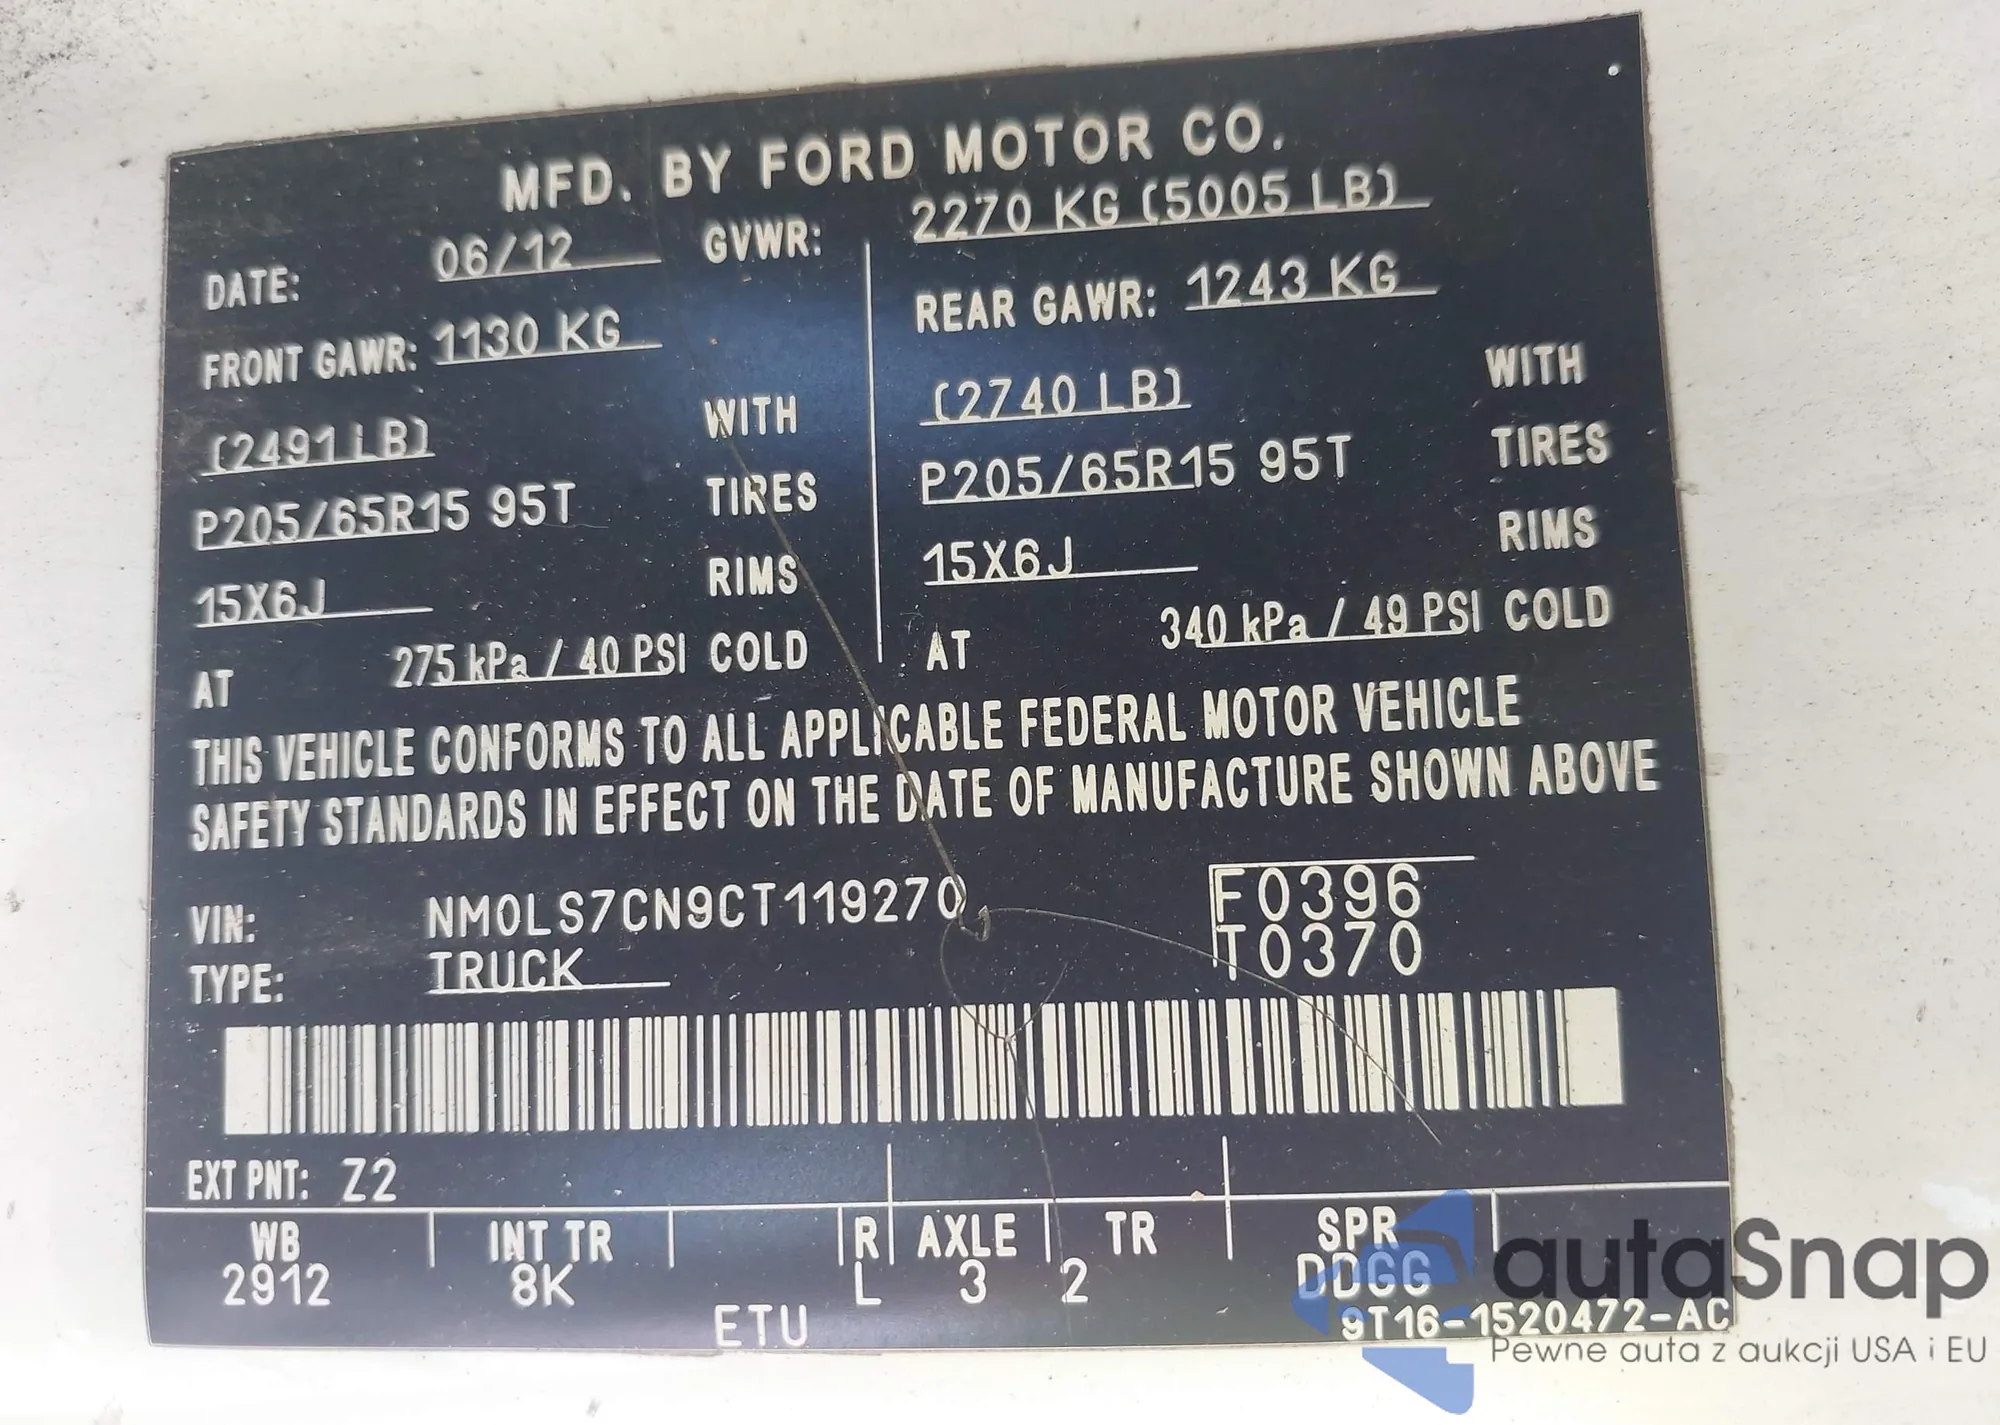 MFD. BY FORD MOTOR CO.
DATE: 06/12 GVWR: 2270 KG (5005 LB)
FRONT GAWR: 1130 KG REAR GAWR: 1243 KG
(2491 LB) WITH (2740 LB) WITH
P205/65R15 95T TIRES P205/65R15 95T TIRES
15X6J RIMS 15X6J RIMS
AT 275 kPa / 40 PSI COLD AT 340 kPa / 49 PSI COLD
THIS VEHICLE CONFORMS TO ALL APPLICABLE FEDERAL MOTOR VEHICLE
SAFETY STANDARDS IN EFFECT ON THE DATE OF MANUFACTURE SHOWN ABOVE
VIN: NM0LS7CN9CT119270 F0396
TYPE: TRUCK T0370
EXT PNT: Z2
WB INT TR R AXLE TR SPR
2912 8K L 3 2 DDGG
ETU 9T16-1520472-AC
autaSnap
Pewne auta z aukcji USA i EU